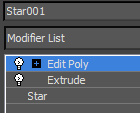 Star001
Modifier List
Edit Poly
Extrude
Star